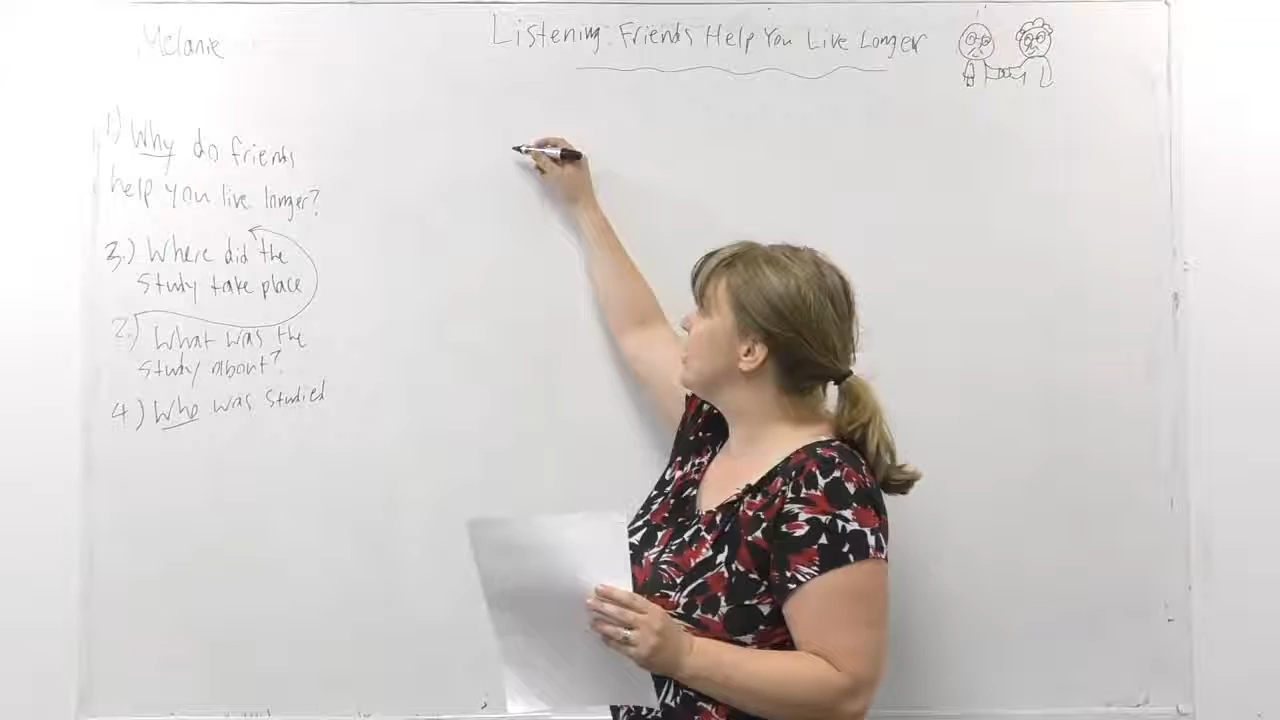 Melanie
Listening. Friends Help You Live Longer
1) Why do friends
help you live longer?
3.) Where did the
study take place
2.) What was the
study about?
4) Who was studied